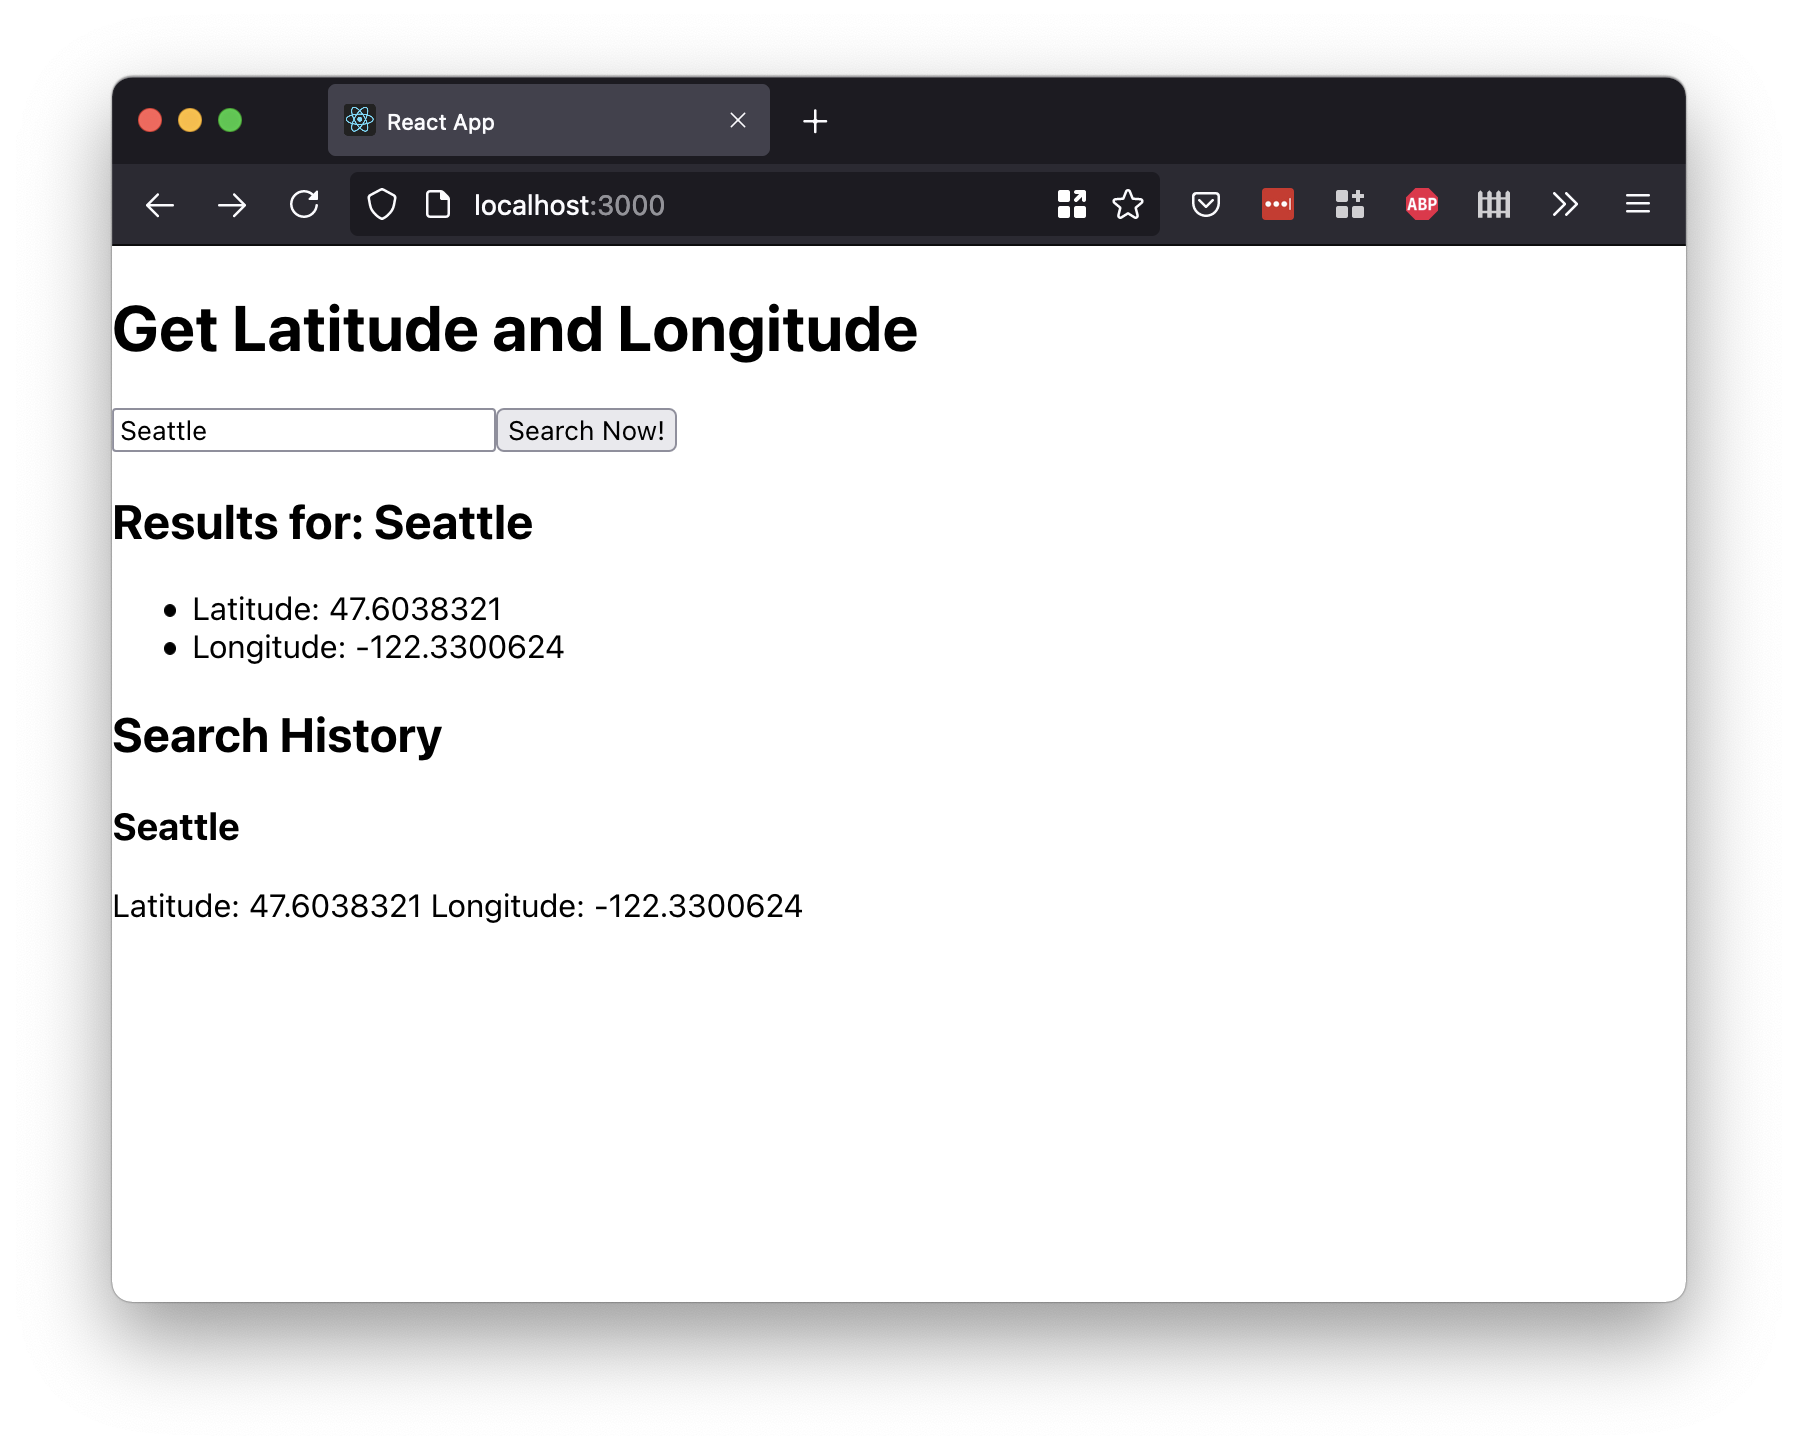 React App
localhost:3000
ABP
Get Latitude and Longitude
Seattle Search Now!
Results for: Seattle
Latitude: 47.6038321
Longitude: -122.3300624
Search History
Seattle
Latitude: 47.6038321 Longitude: -122.3300624